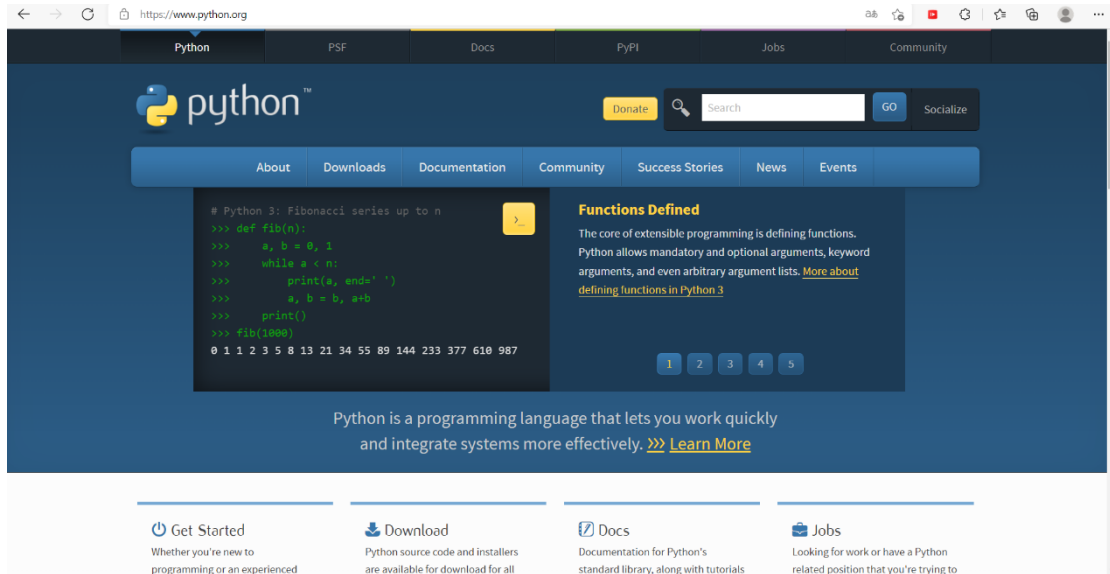 https://www.python.org
Python PSF Docs PyPI Jobs Community
python™
Donate Search GO Socialize
About Downloads Documentation Community Success Stories News Events
# Python 3: Fibonacci series up to n
>>> def fib(n):
>>>     a, b = 0, 1
>>>     while a < n:
>>>         print(a, end=' ')
>>>         a, b = b, a+b
>>>     print()
>>> fib(1000)
0 1 1 2 3 5 8 13 21 34 55 89 144 233 377 610 987
>_
Functions Defined
The core of extensible programming is defining functions.
Python allows mandatory and optional arguments, keyword
arguments, and even arbitrary argument lists. More about
defining functions in Python 3
1 2 3 4 5
Python is a programming language that lets you work quickly
and integrate systems more effectively. >>> Learn More
Get Started
Whether you're new to
programming or an experienced
Download
Python source code and installers
are available for download for all
Docs
Documentation for Python's
standard library, along with tutorials
Jobs
Looking for work or have a Python
related position that you're trying to